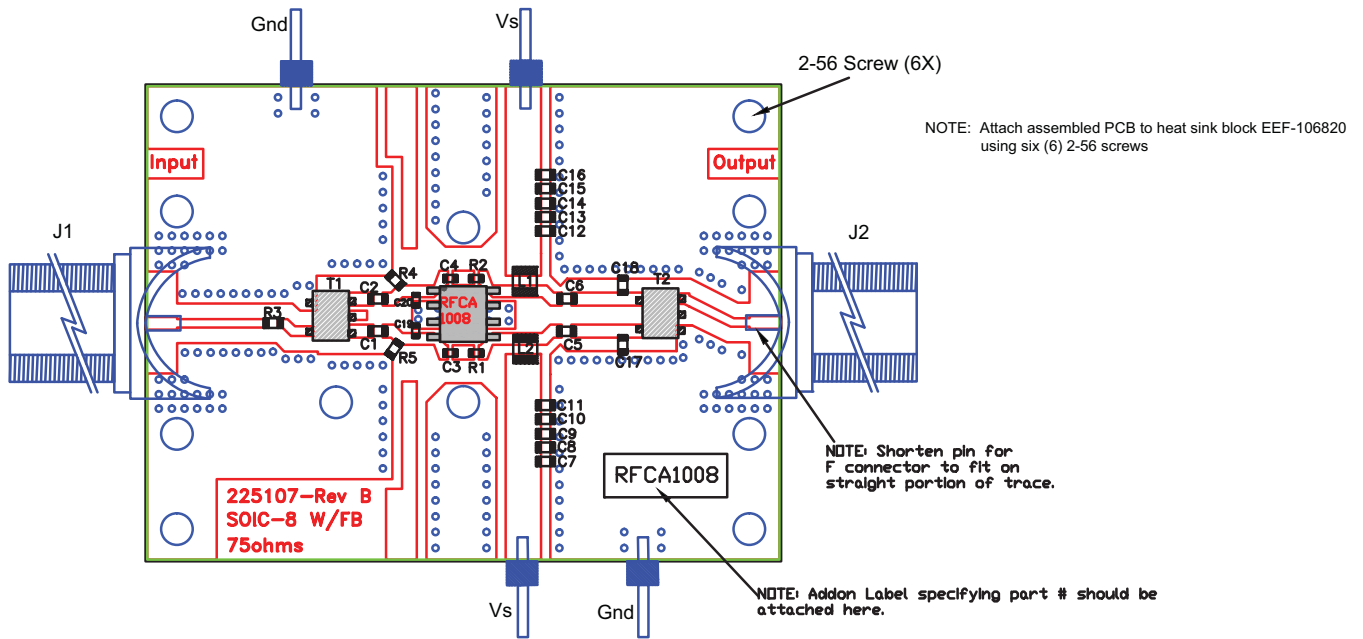 Gnd
Vs
2-56 Screw (6X)
NOTE: Attach assembled PCB to heat sink block EEF-106820
using six (6) 2-56 screws
Input
Output
C16
C15
C14
C13
C12
J1
J2
R4
C4
R2
L1
C18
T1
C2
C20
C6
T2
RFCA
1008
R3
C19
C1
R5
C3
R1
L2
C5
C17
C11
C10
C9
C8
C7
NOTE: Shorten pin for
F connector to fit on
straight portion of trace.
RFCA1008
225107-Rev B
SOIC-8 W/FB
75ohms
NOTE: Addon Label specifying part # should be
attached here.
Vs
Gnd